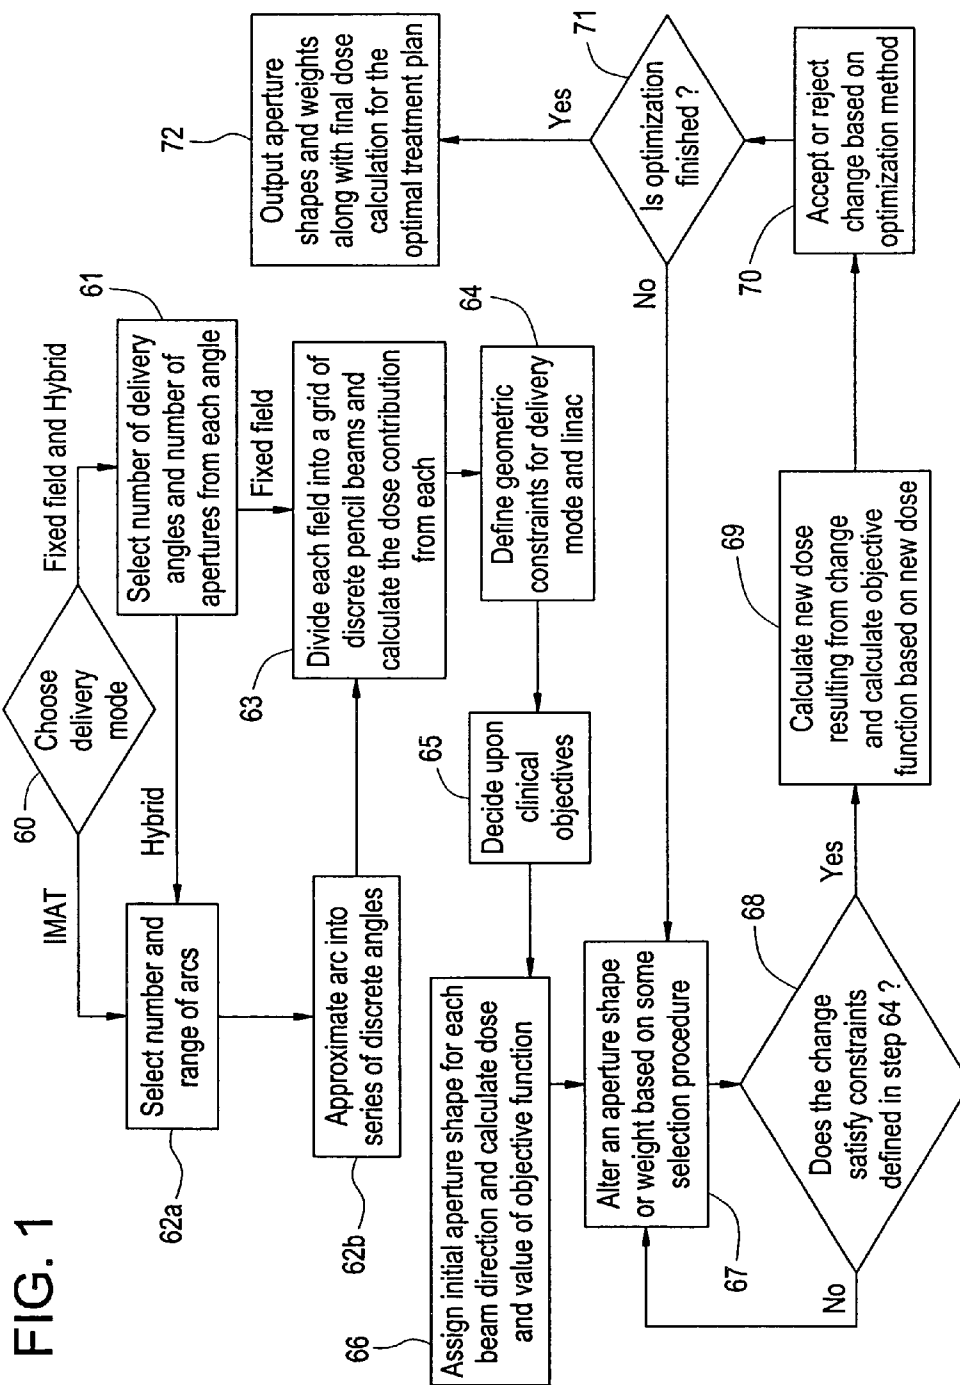 FIG. 1
60
Choose
delivery
mode
IMAT
Fixed field and Hybrid
61
Select number of delivery
angles and number of
apertures from each angle
Hybrid
Fixed field
Select number and
range of arcs
62a
Approximate arc into
series of discrete angles
62b
63
Divide each field into a grid of
discrete pencil beams and
calculate the dose contribution
from each
64
Define geometric
constraints for delivery
mode and linac
65
Decide upon
clinical
objectives
66
Assign initial aperture shape for each
beam direction and calculate dose
and value of objective function
Alter an aperture shape
or weight based on some
selection procedure
67
68
Does the change
satisfy constraints
defined in step 64 ?
No
Yes
69
Calculate new dose
resulting from change
and calculate objective
function based on new dose
70
Accept or reject
change based on
optimization method
71
Is optimization
finished ?
No
Yes
72
Output aperture
shapes and weights
along with final dose
calculation for the
optimal treatment plan